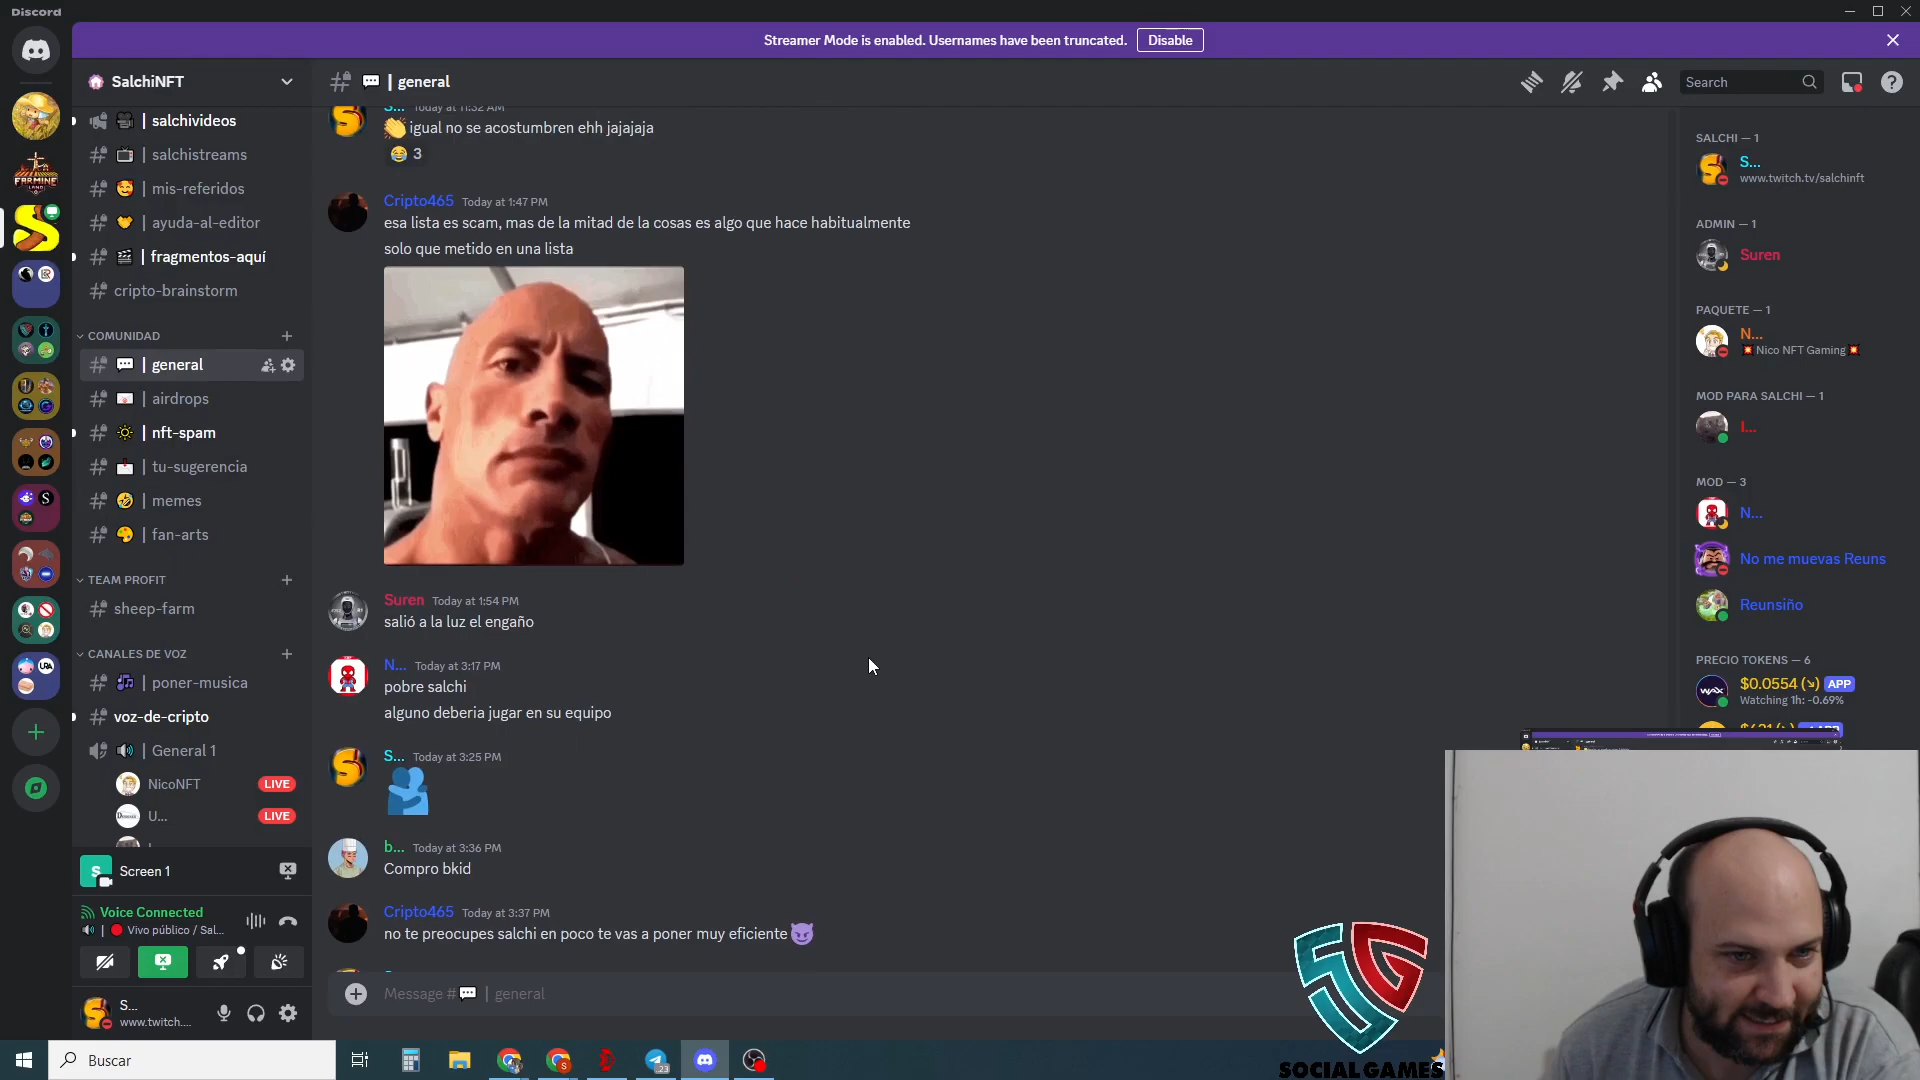 Discord
Streamer Mode is enabled. Usernames have been truncated.
Disable
SalchiNFT
| salchivideos
| salchistreams
| mis-referidos
| ayuda-al-editor
| fragmentos-aquí
cripto-brainstorm
COMUNIDAD
| general
| airdrops
| nft-spam
| tu-sugerencia
| memes
| fan-arts
TEAM PROFIT
sheep-farm
CANALES DE VOZ
| poner-musica
voz-de-cripto
| General 1
NicoNFT LIVE
U... LIVE
Screen 1
Voice Connected
| Vivo público / Sal...
S...
www.twitch....
| general
Search
S... Today at 11:32 AM
igual no se acostumbren ehh jajajaja
3
Cripto465 Today at 1:47 PM
esa lista es scam, mas de la mitad de la cosas es algo que hace habitualmente
solo que metido en una lista
Suren Today at 1:54 PM
salió a la luz el engaño
N... Today at 3:17 PM
pobre salchi
alguno deberia jugar en su equipo
S... Today at 3:25 PM
b... Today at 3:36 PM
Compro bkid
Cripto465 Today at 3:37 PM
no te preocupes salchi en poco te vas a poner muy eficiente
Message # | general
SALCHI — 1
S...
www.twitch.tv/salchinft
ADMIN — 1
Suren
PAQUETE — 1
N...
Nico NFT Gaming
MOD PARA SALCHI — 1
I...
MOD — 3
N...
No me muevas Reuns
Reunsiño
PRECIO TOKENS — 6
$0.0554 (↘) APP
Watching 1h: -0.69%
FARMINE
LAND
WAX
SOCIAL GAMES
Buscar
23